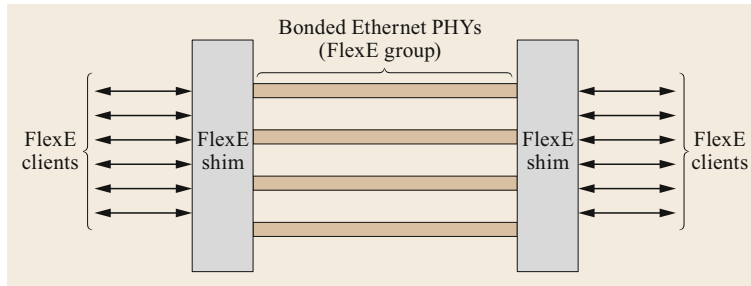 Bonded Ethernet PHYs
(FlexE group)
FlexE
clients
FlexE
shim
FlexE
shim
FlexE
clients